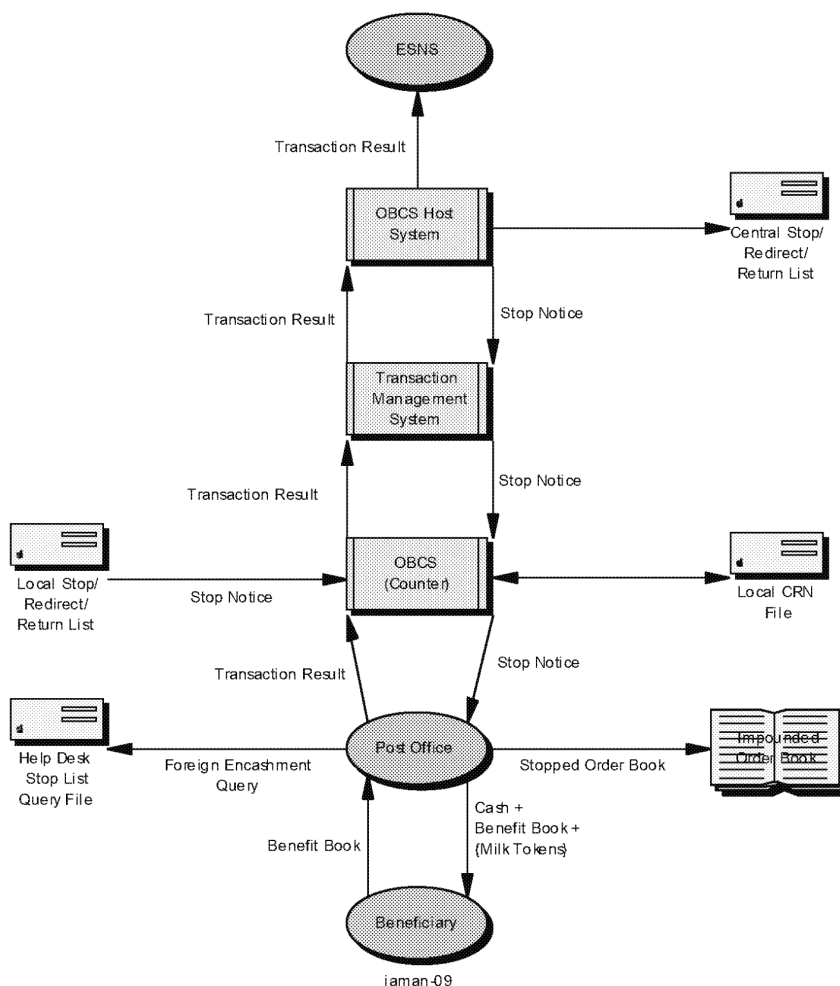 ESNS
Transaction Result
OBCS Host
System
Central Stop/
Redirect/
Return List
Transaction Result
Stop Notice
Transaction
Management
System
Transaction Result
Stop Notice
Local Stop/
Redirect/
Return List
Stop Notice
OBCS
(Counter)
Local CRN
File
Transaction Result
Stop Notice
Help Desk
Stop List
Query File
Foreign Encashment
Query
Post Office
Stopped Order Book
Impounded
Order Book
Benefit Book
Cash +
Benefit Book +
(Milk Tokens)
Beneficiary
iaman-09